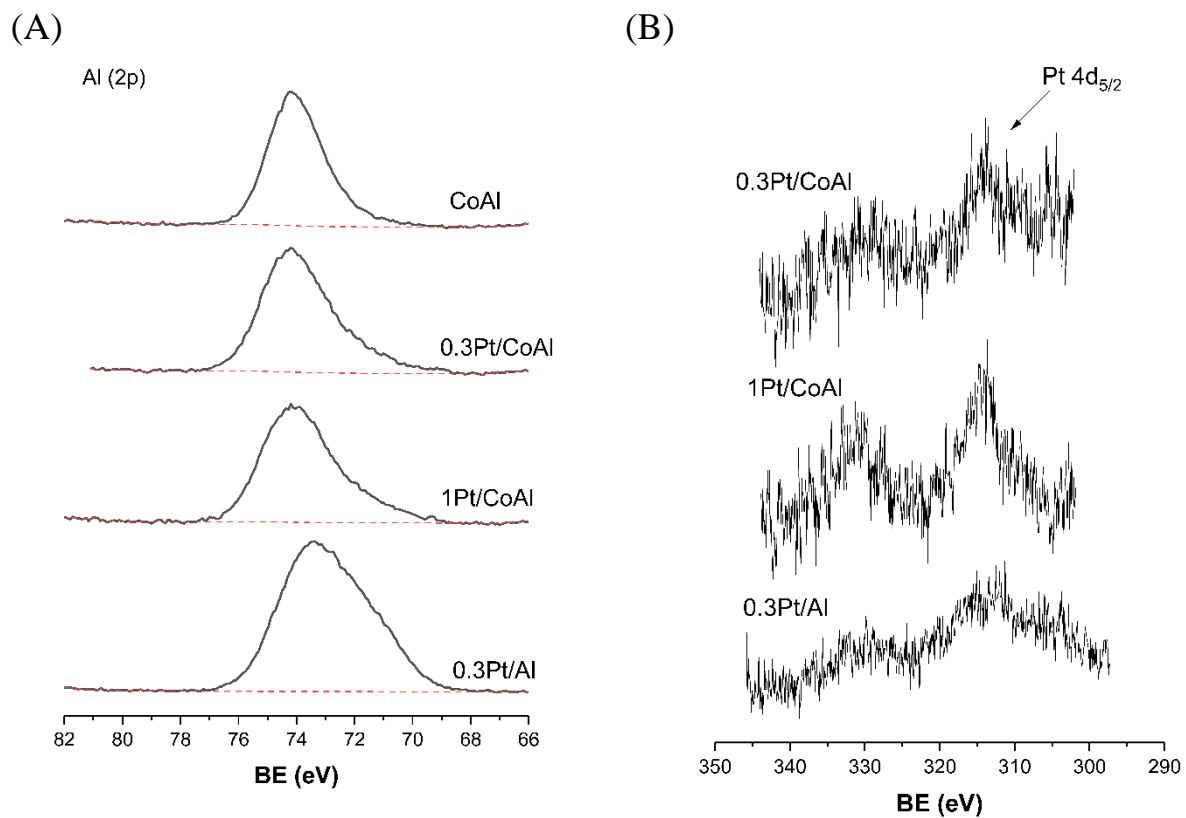 (A)
Al (2p)
CoAl
0.3Pt/CoAl
1Pt/CoAl
0.3Pt/Al
82 80 78 76 74 72 70 68 66
BE (eV)
(B)
Pt 4d5/2
0.3Pt/CoAl
1Pt/CoAl
0.3Pt/Al
350 340 330 320 310 300 290
BE (eV)